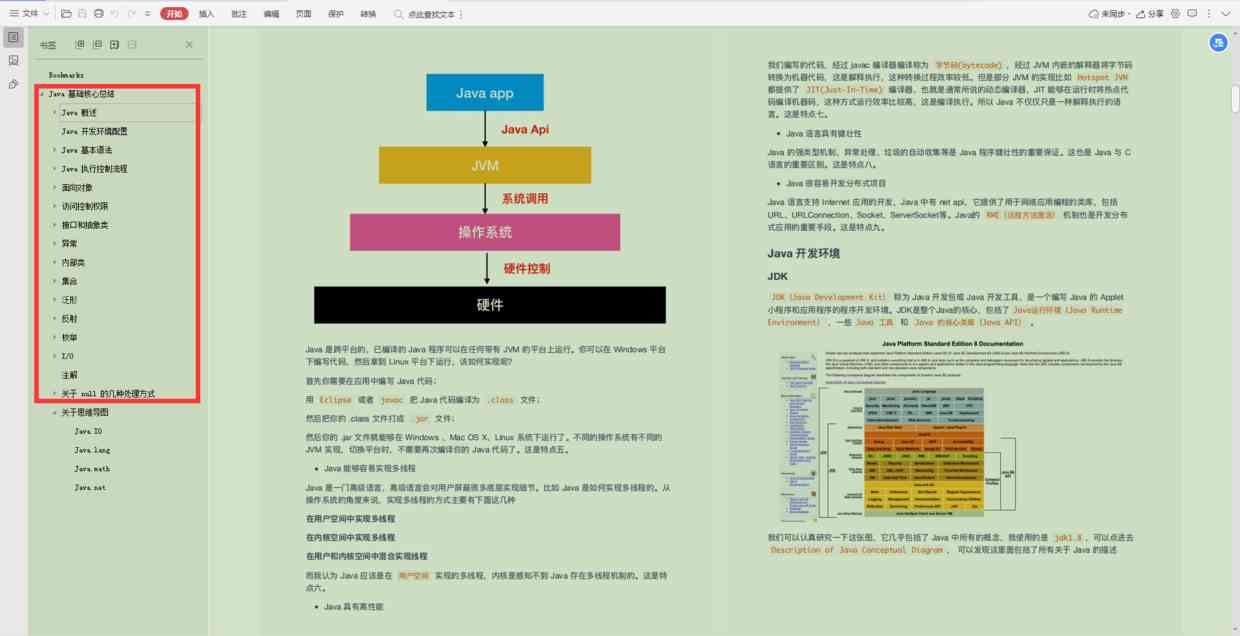 文件
开始
插入
批注
编辑
页面
保护
转换
点此查找文本
未同步
分享
书签
Bookmarks
Java 基础核心总结
Java 概述
Java 开发环境配置
Java 基本语法
Java 执行控制流程
面向对象
访问控制权限
接口和抽象类
异常
内部类
集合
泛形
反射
枚举
I/O
注解
关于 null 的几种处理方式
关于思维导图
Java.IO
Java.lang
Java.math
Java.net
Java app
Java Api
JVM
系统调用
操作系统
硬件控制
硬件
Java 是跨平台的，已编译的 Java 程序可以在任何带有 JVM 的平台上运行。你可以在 Windows 平台
下编写代码，然后拿到 Linux 平台下运行，该如何实现呢？
首先你需要在应用中编写 Java 代码；
用 Eclipse 或者 javac 把 Java 代码编译为 .class 文件；
然后把你的 .class 文件打成 .jar 文件；
然后你的 .jar 文件就能够在 Windows 、Mac OS X、Linux 系统下运行了。不同的操作系统有不同的
JVM 实现，切换平台时，不需要再次编译你的 Java 代码了。这是特点五。
• Java 能够容易实现多线程
Java 是一门高级语言，高级语言会对用户屏蔽很多底层实现细节。比如 Java 是如何实现多线程的。从
操作系统的角度来说，实现多线程的方式主要有下面这几种
在用户空间中实现多线程
在内核空间中实现多线程
在用户和内核空间中混合实现线程
而我认为 Java 应该是在 用户空间 实现的多线程，内核是感知不到 Java 存在多线程机制的。这是特
点六。
• Java 具有高性能
我们编写的代码，经过 javac 编译器编译称为 字节码(bytecode) ，经过 JVM 内嵌的解释器将字节码
转换为机器代码，这是解释执行，这种转换过程效率较低。但是部分 JVM 的实现比如 Hotspot JVM
都提供了 JIT(Just-In-Time) 编译器，也就是通常所说的动态编译器，JIT 能够在运行时将热点代
码编译机器码，这种方式运行效率比较高，这是编译执行。所以 Java 不仅仅只是一种解释执行的语
言。这是特点七。
• Java 语言具有健壮性
Java 的强类型机制、异常处理、垃圾的自动收集等是 Java 程序健壮性的重要保证。这也是 Java 与 C
语言的重要区别。这是特点八。
• Java 很容易开发分布式项目
Java 语言支持 Internet 应用的开发，Java 中有 net api，它提供了用于网络应用编程的类库，包括
URL、URLConnection、Socket、ServerSocket等。Java的 RMI（远程方法激活） 机制也是开发分布
式应用的重要手段。这是特点九。
Java 开发环境
JDK
JDK（Java Development Kit） 称为 Java 开发包或 Java 开发工具，是一个编写 Java 的 Applet
小程序和应用程序的程序开发环境。JDK是整个Java的核心，包括了 Java运行环境（Java Runtime
Environment） ，一些 Java 工具 和 Java 的核心类库（Java API） 。
Java Platform Standard Edition 8 Documentation
我们可以认真研究一下这张图，它几乎包括了 Java 中所有的概念，我使用的是 jdk1.8 ，可以点进去
Description of Java Conceptual Diagram ， 可以发现这里面包括了所有关于 Java 的描述